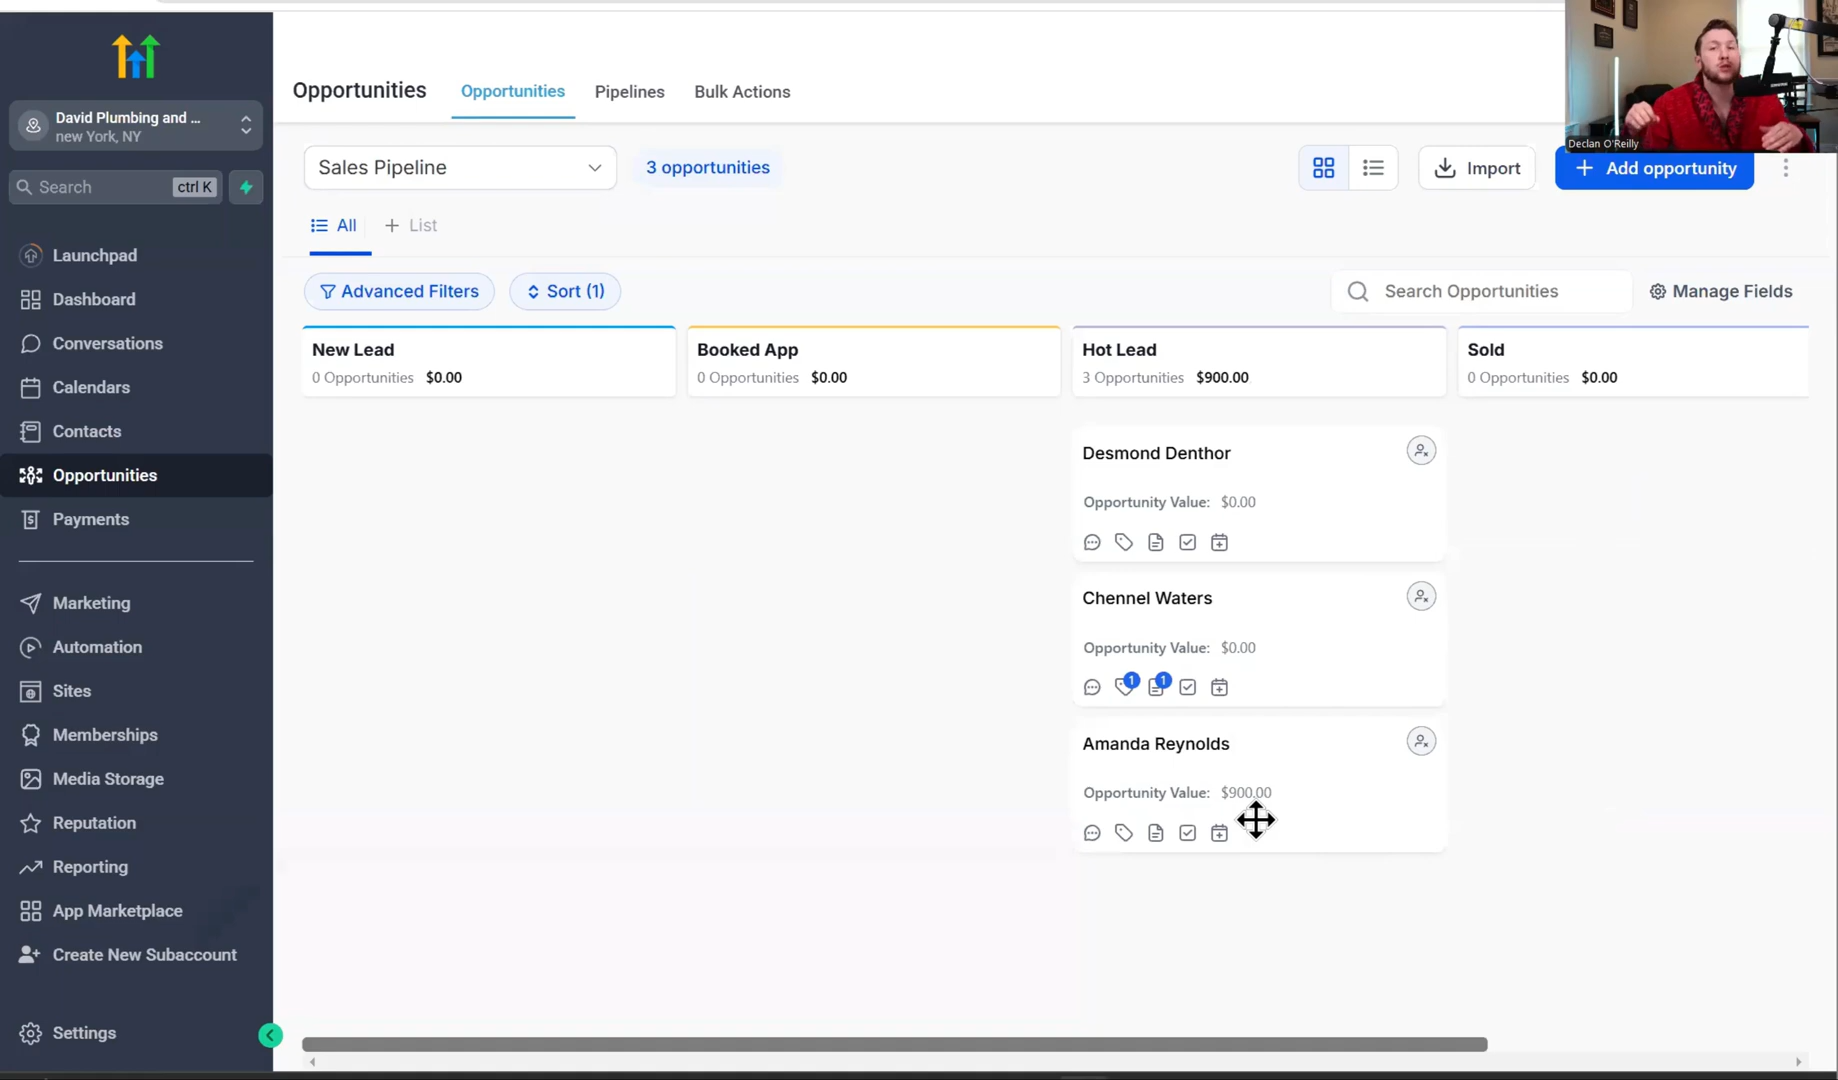 David Plumbing and ...
new York, NY
Search
ctrl K
Launchpad
Dashboard
Conversations
Calendars
Contacts
Opportunities
Payments
Marketing
Automation
Sites
Memberships
Media Storage
Reputation
Reporting
App Marketplace
Create New Subaccount
Settings
Opportunities
Opportunities
Pipelines
Bulk Actions
Declan O'Reilly
Sales Pipeline
3 opportunities
Import
+ Add opportunity
All
+ List
Advanced Filters
Sort (1)
Search Opportunities
Manage Fields
New Lead
0 Opportunities $0.00
Booked App
0 Opportunities $0.00
Hot Lead
3 Opportunities $900.00
Sold
0 Opportunities $0.00
Desmond Denthor
Opportunity Value: $0.00
Chennel Waters
Opportunity Value: $0.00
1
1
Amanda Reynolds
Opportunity Value: $900.00